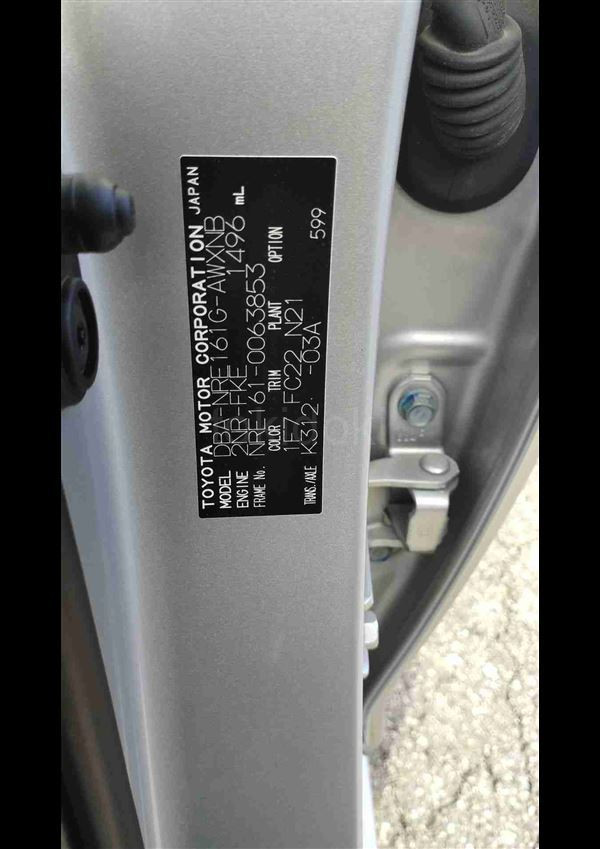 TOYOTA MOTOR CORPORATION JAPAN
MODEL DBA-NRE161G-AWXNB
ENGINE 2NR-FKE 1496 mL
FRAME No. NRE161-0063853
COLOR TRIM PLANT OPTION
1F7 FC22 N21
TRANS./AXLE K312 -03A 599